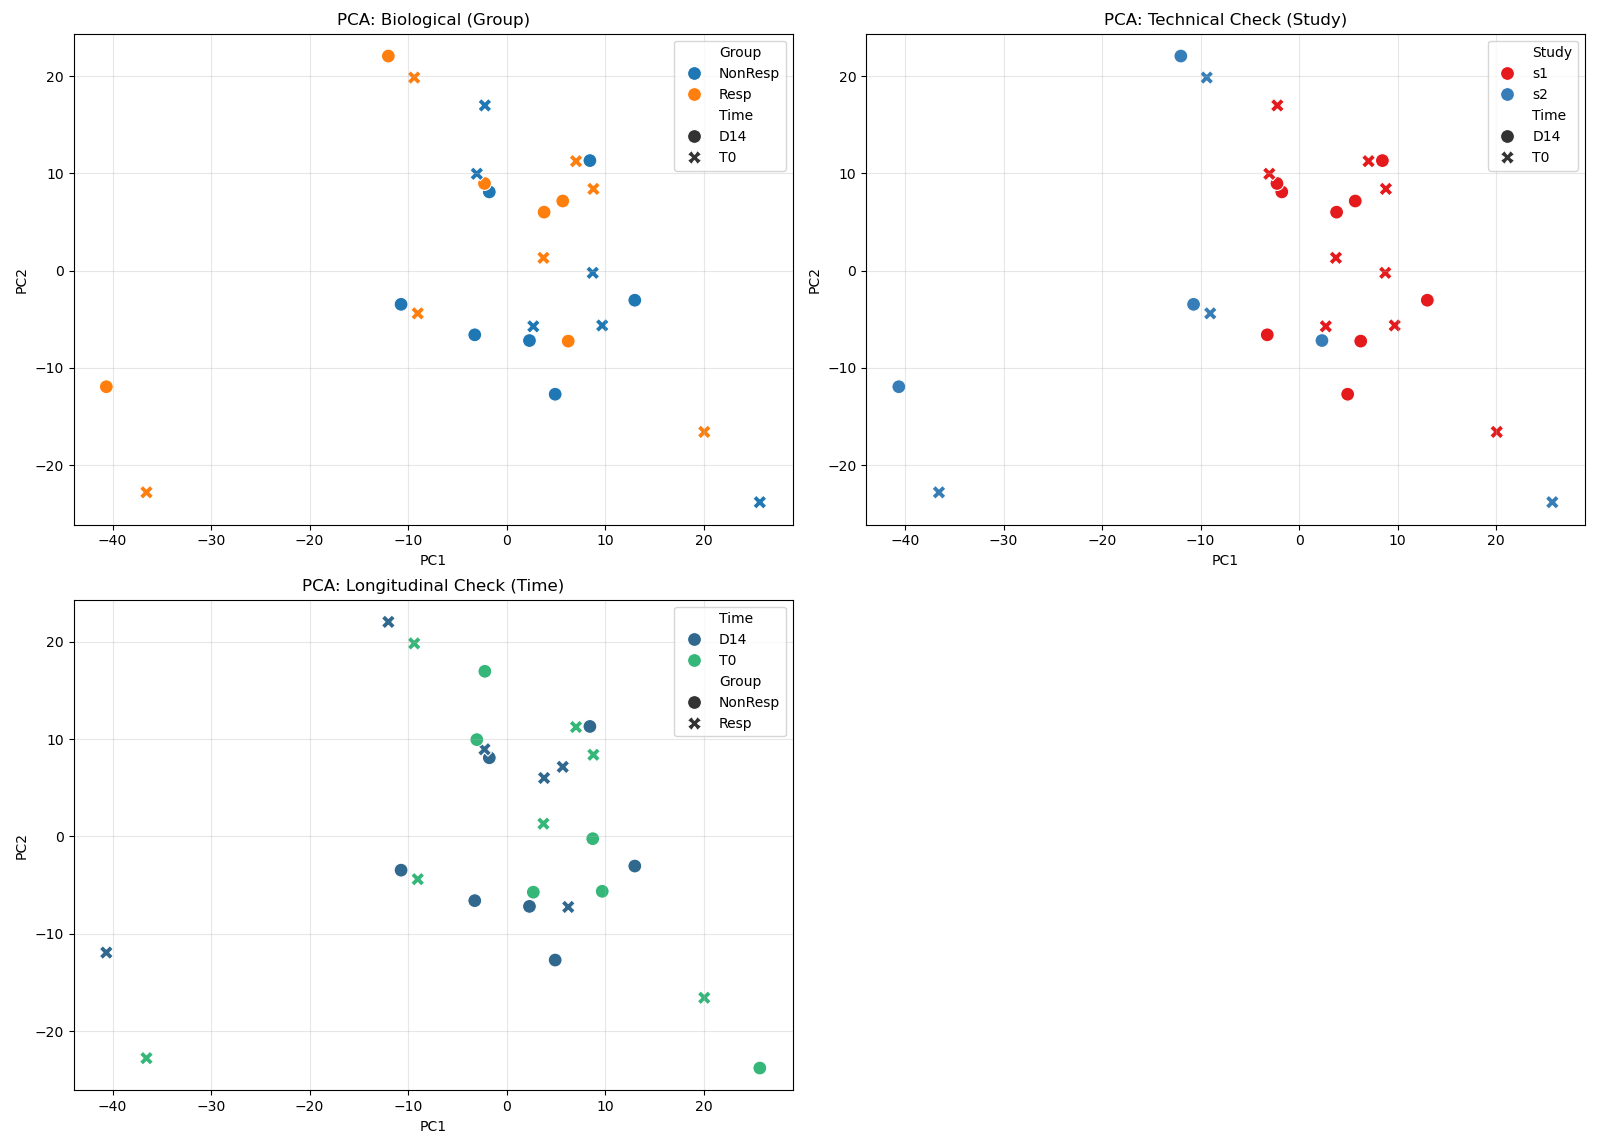 PCA: Biological (Group)
PC2
20
10
0
−10
−20
−40
−30
−20
−10
0
10
20
PC1
Group
NonResp
Resp
Time
D14
T0
PCA: Technical Check (Study)
PC2
20
10
0
−10
−20
−40
−30
−20
−10
0
10
20
PC1
Study
s1
s2
Time
D14
T0
PCA: Longitudinal Check (Time)
PC2
20
10
0
−10
−20
−40
−30
−20
−10
0
10
20
PC1
Time
D14
T0
Group
NonResp
Resp